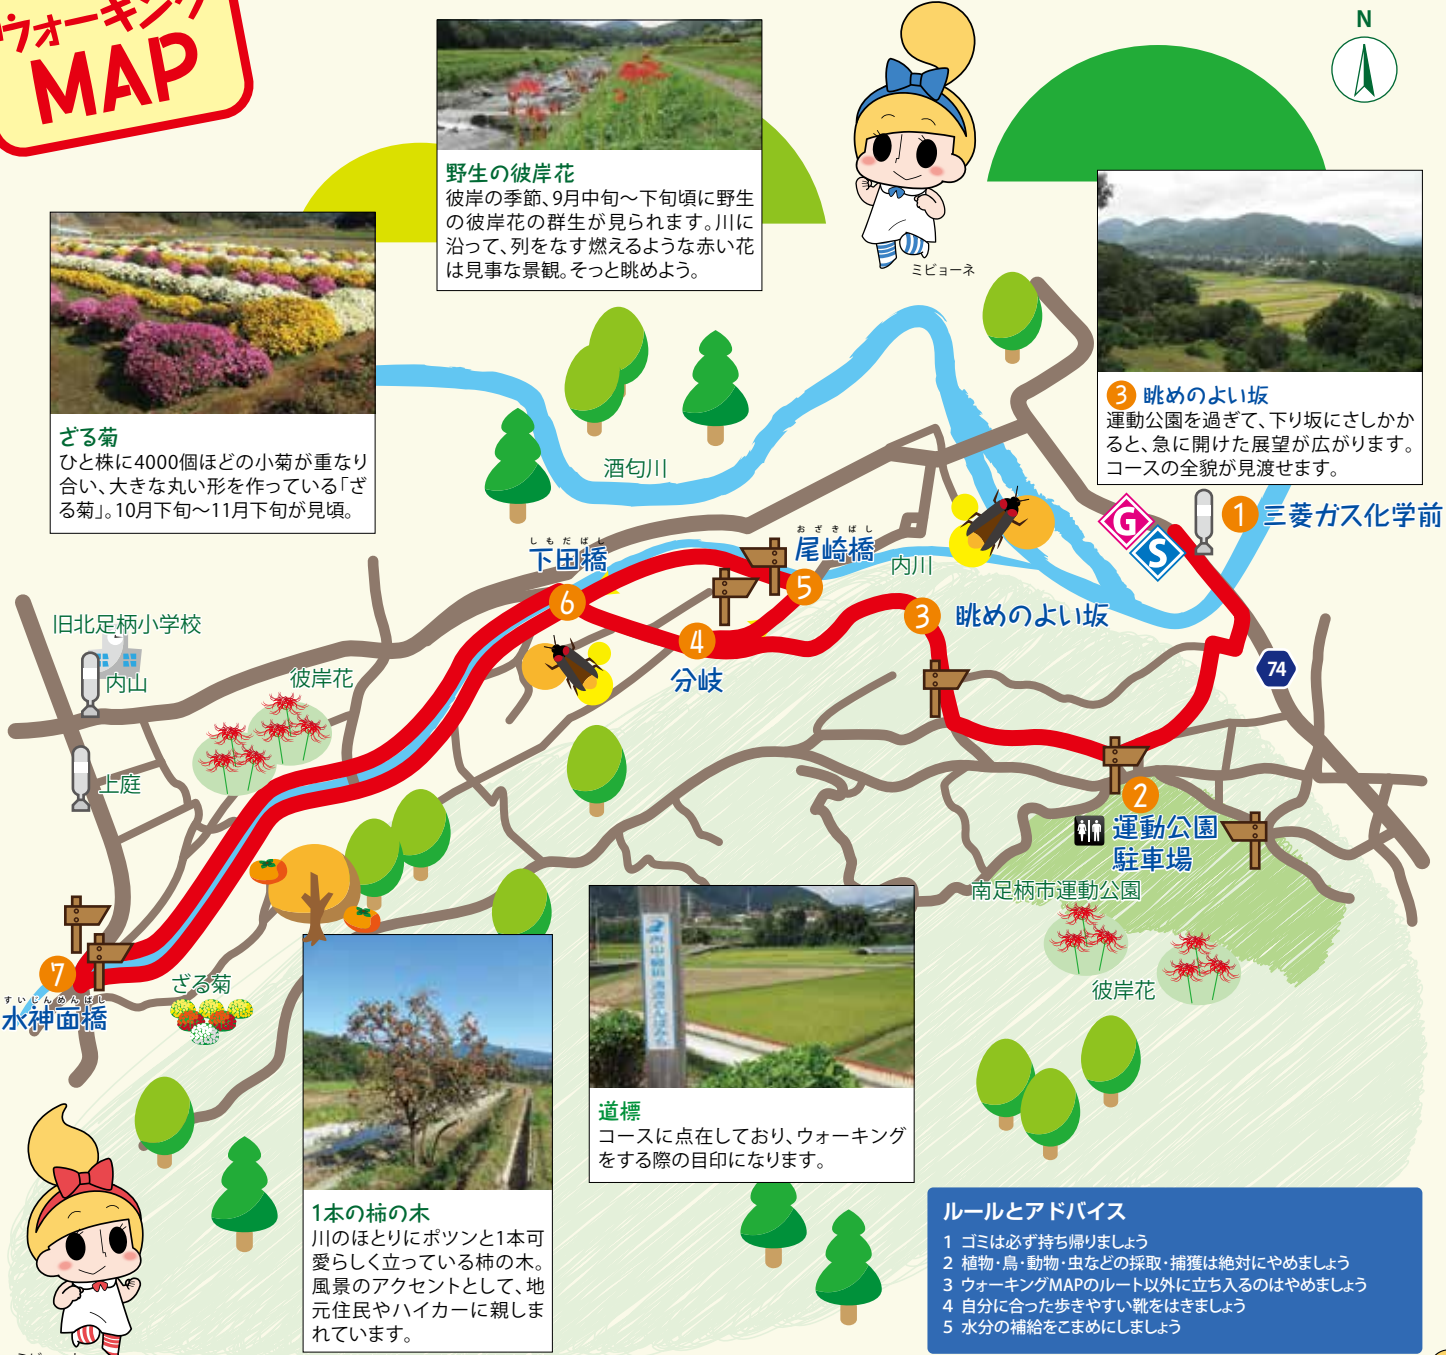 ウォーキング
MAP
N
野生の彼岸花
彼岸の季節、9月中旬～下旬頃に野生
の彼岸花の群生が見られます。川に
沿って、列をなす燃えるような赤い花
は見事な景観。そっと眺めよう。
ミビョーネ
ざる菊
ひと株に4000個ほどの小菊が重なり
合い、大きな丸い形を作っている「ざ
る菊」。10月下旬～11月下旬が見頃。
3 眺めのよい坂
運動公園を過ぎて、下り坂にさしかか
ると、急に開けた展望が広がります。
コースの全貌が見渡せます。
酒匂川
G
S
1 三菱ガス化学前
しもだばし
下田橋
6
おざきばし
尾崎橋
5
内川
3 眺めのよい坂
4
分岐
74
旧北足柄小学校
内山
彼岸花
上庭
2
運動公園
駐車場
南足柄市運動公園
彼岸花
7
すいじんめんばし
水神面橋
ざる菊
1本の柿の木
川のほとりにポツンと1本可
愛らしく立っている柿の木。
風景のアクセントとして、地
元住民やハイカーに親しま
れています。
道標
コースに点在しており、ウォーキング
をする際の目印になります。
ルールとアドバイス
1 ゴミは必ず持ち帰りましょう
2 植物・鳥・動物・虫などの採取・捕獲は絶対にやめましょう
3 ウォーキングMAPのルート以外に立ち入るのはやめましょう
4 自分に合った歩きやすい靴をはきましょう
5 水分の補給をこまめにしましょう